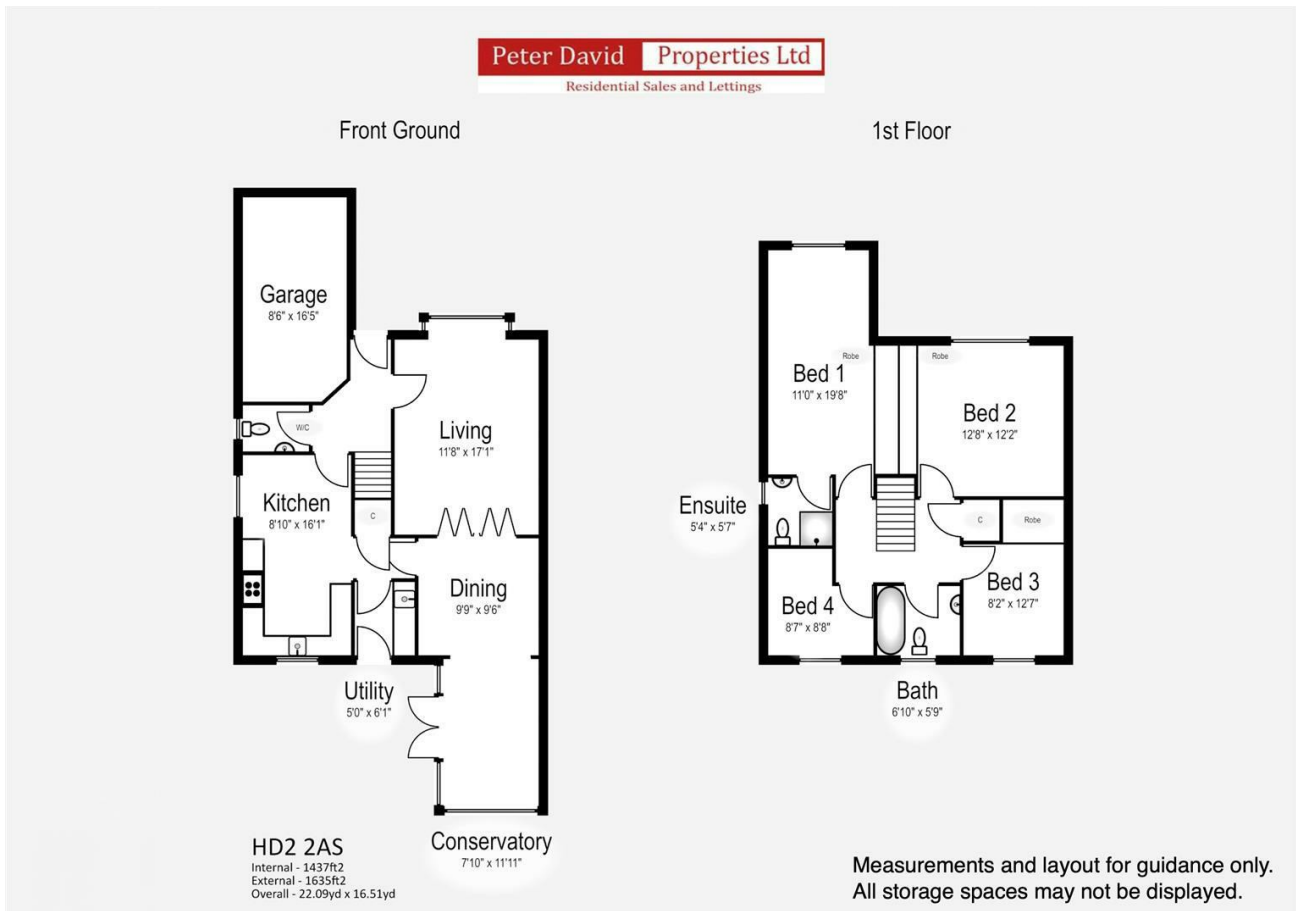 Peter David Properties Ltd
Residential Sales and Lettings
Front Ground
1st Floor
Garage
8'6" x 16'5"
W/C
Living
11'8" x 17'1"
Kitchen
8'10" x 16'1"
C
Dining
9'9" x 9'6"
Utility
5'0" x 6'1"
Conservatory
7'10" x 11'11"
Robe
Robe
Bed 1
11'0" x 19'8"
Bed 2
12'8" x 12'2"
Ensuite
5'4" x 5'7"
C
Robe
Bed 3
8'2" x 12'7"
Bed 4
8'7" x 8'8"
Bath
6'10" x 5'9"
HD2 2AS
Internal - 1437ft2
External - 1635ft2
Overall - 22.09yd x 16.51yd
Measurements and layout for guidance only.
All storage spaces may not be displayed.